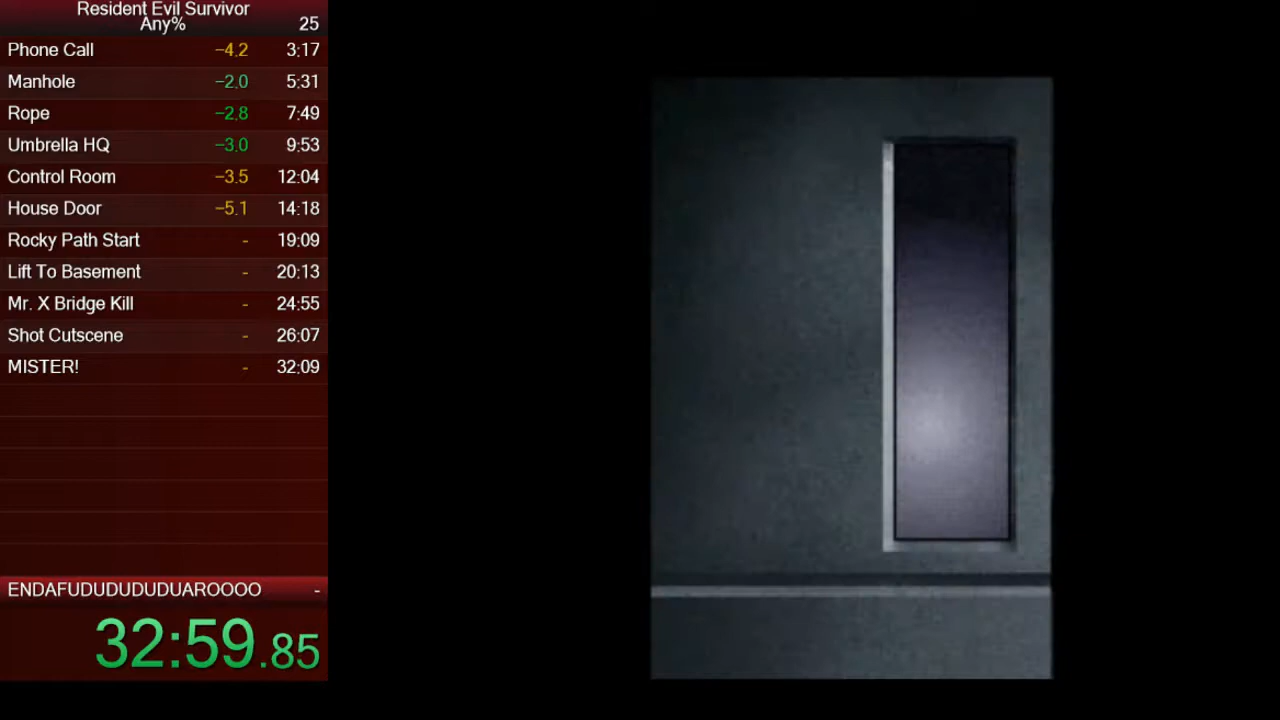 Resident Evil Survivor
Any% 25
Phone Call −4.2 3:17
Manhole −2.0 5:31
Rope −2.8 7:49
Umbrella HQ −3.0 9:53
Control Room −3.5 12:04
House Door −5.1 14:18
Rocky Path Start - 19:09
Lift To Basement - 20:13
Mr. X Bridge Kill - 24:55
Shot Cutscene - 26:07
MISTER! - 32:09
ENDAFUDUDUDUDUAROOOO -
32:59.85